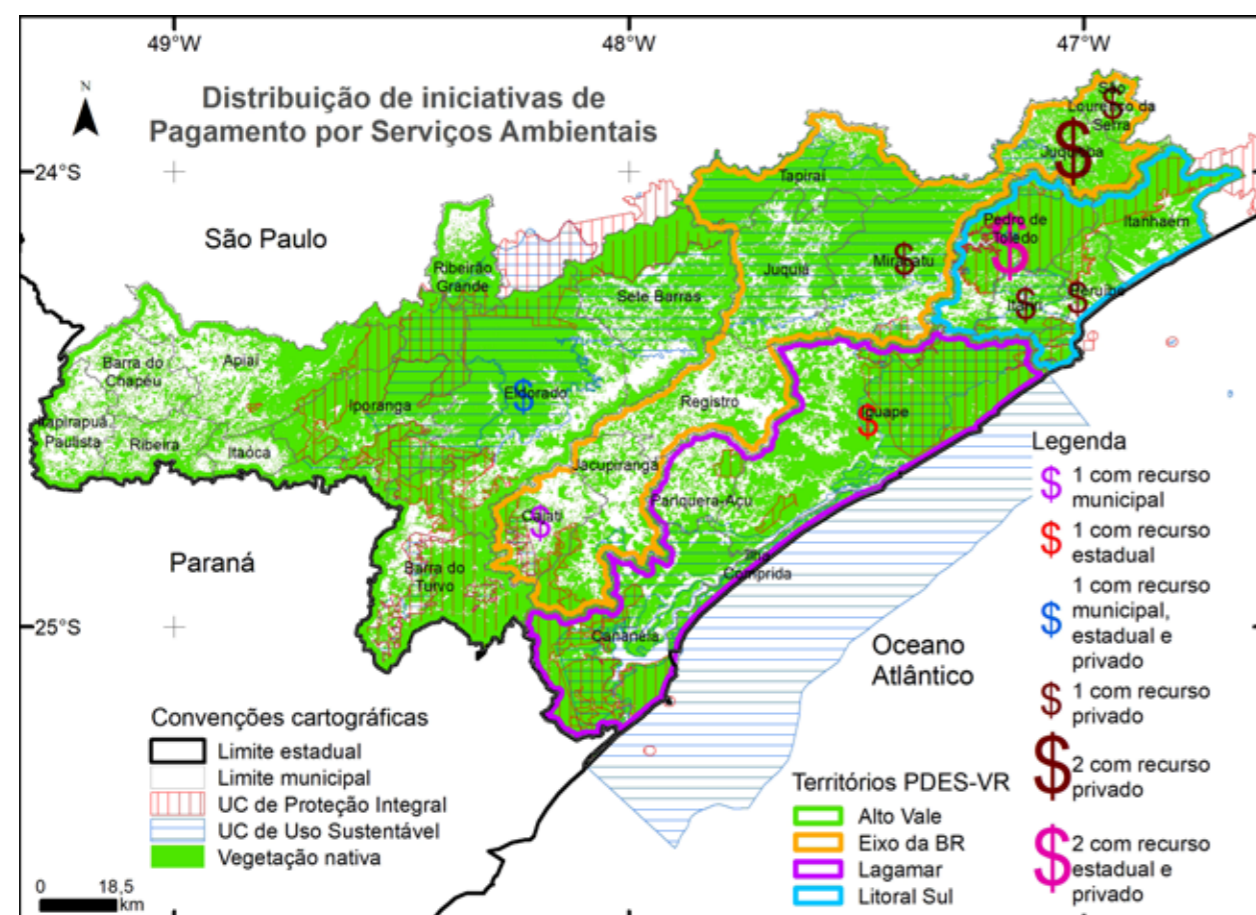 49°W
48°W
47°W
N
Distribuição de iniciativas de
Pagamento por Serviços Ambientais
24°S
São Paulo
São
Lourenço da
Serra
Juquitiba
Tapiraí
Pedro de
Toledo
Itanhaém
Miracatu
Juquiá
Ribeirão
Grande
Sete Barras
Itariri
Peruíbe
Barra do
Chapéu
Apiaí
Eldorado
Iporanga
Registro
Iguape
Itapirapuã
Paulista
Ribeira
Itaóca
Jacupiranga
Pariquera-Açu
Cajati
Ilha
Comprida
Barra do
Turvo
Cananéia
Paraná
25°S
Oceano
Atlântico
Legenda
$ 1 com recurso
municipal
$ 1 com recurso
estadual
$ 1 com recurso
municipal,
estadual e
privado
$ 1 com recurso
privado
$ 2 com recurso
privado
$ 2 com recurso
estadual e
privado
Convenções cartográficas
Limite estadual
Limite municipal
UC de Proteção Integral
UC de Uso Sustentável
Vegetação nativa
0 18,5
km
Territórios PDES-VR
Alto Vale
Eixo da BR
Lagamar
Litoral Sul